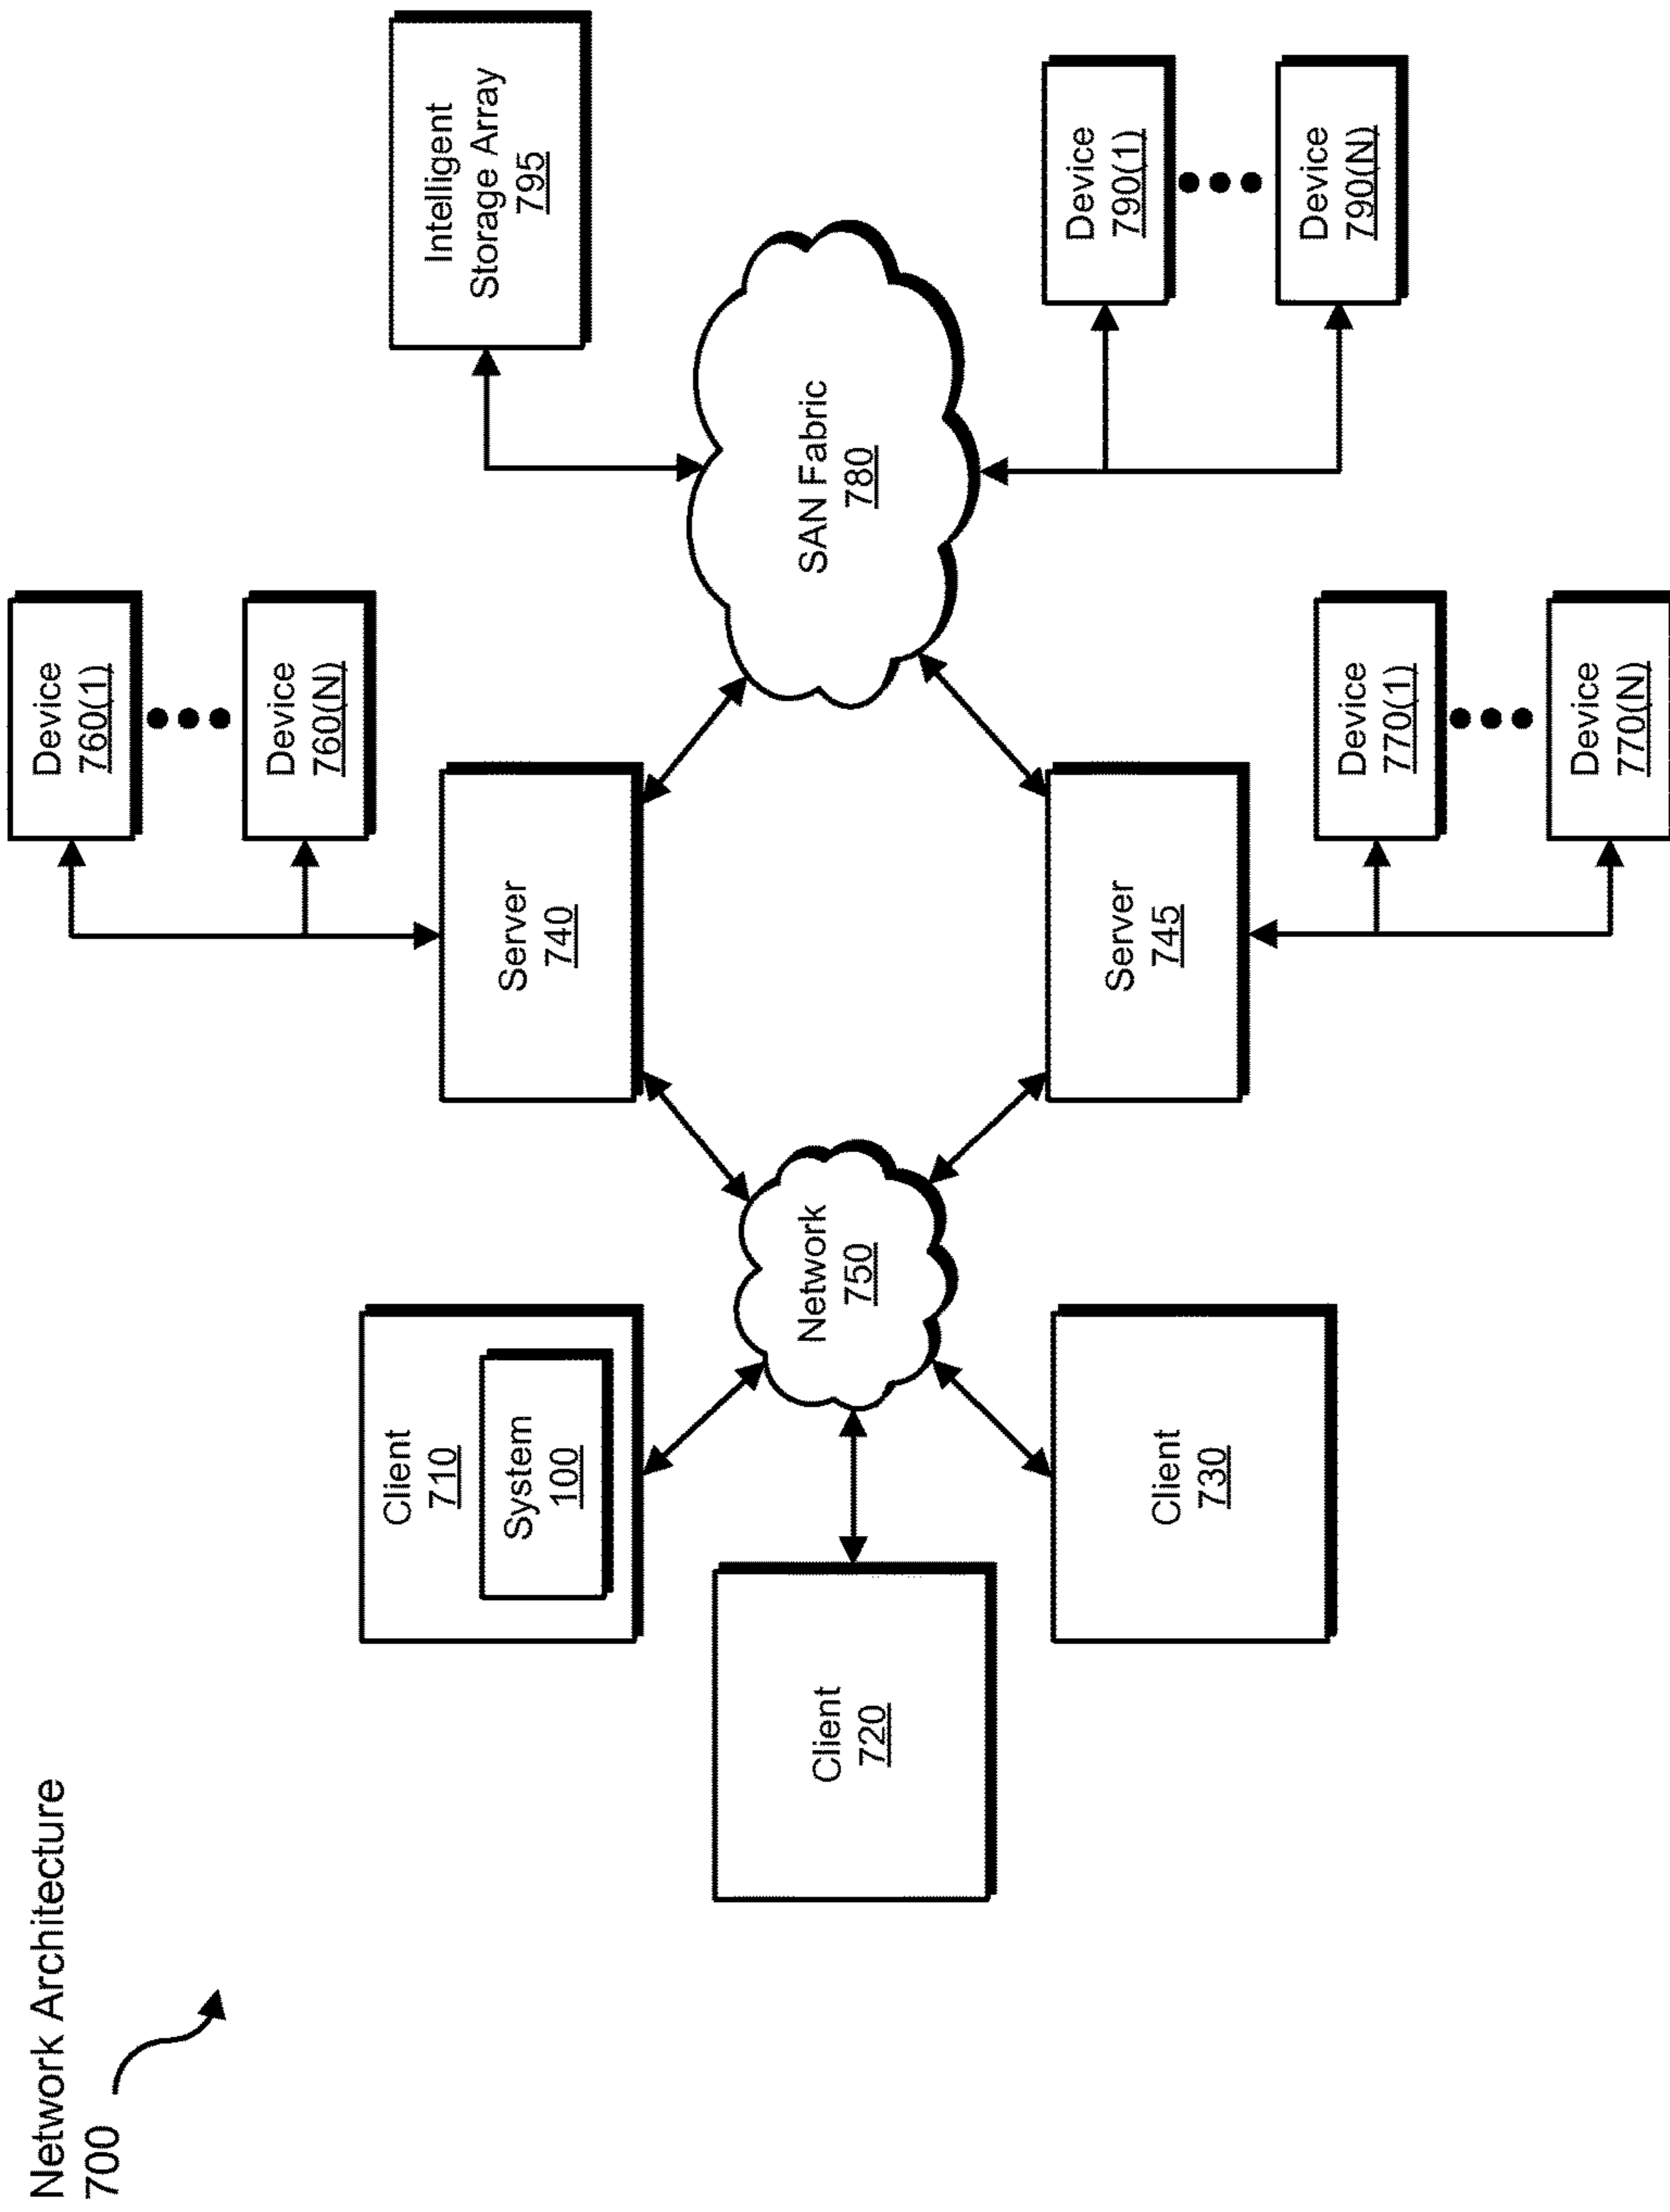 Network Architecture
700
Client
710
System
100
Client
720
Client
730
Network
750
Device
760(1)
Device
760(N)
Server
740
Server
745
Device
770(1)
Device
770(N)
Intelligent
Storage Array
795
SAN Fabric
780
Device
790(1)
Device
790(N)